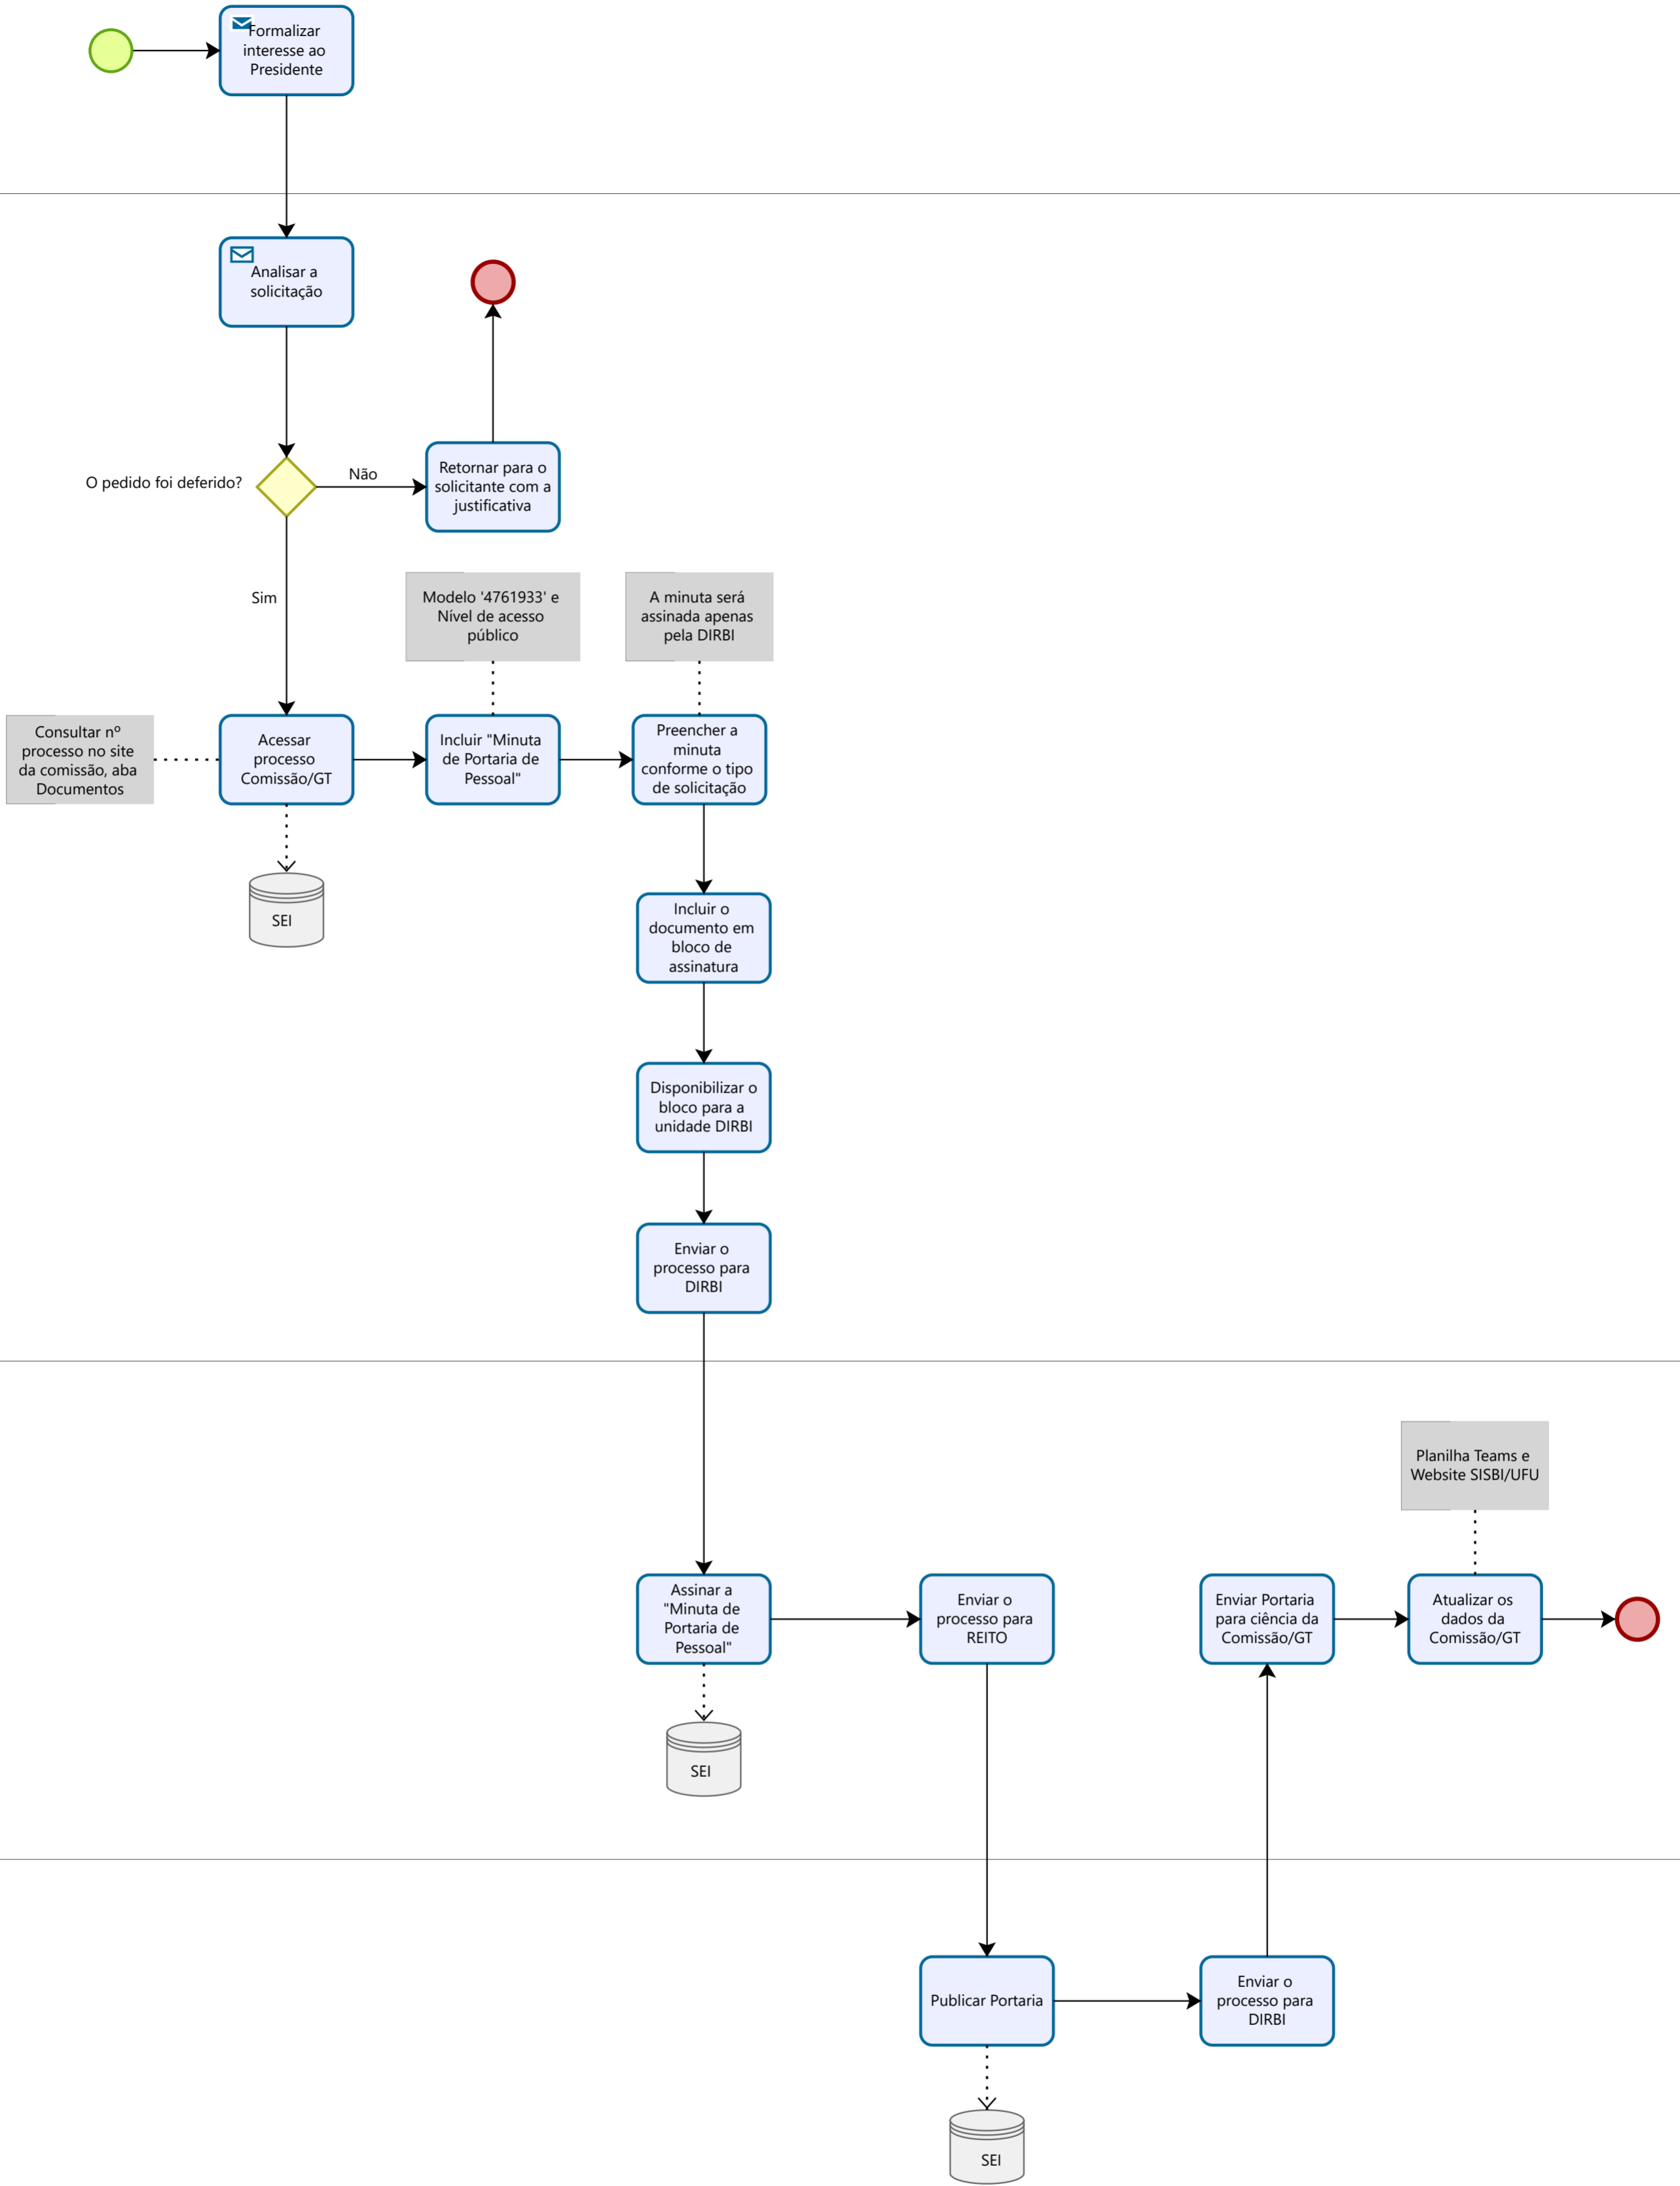 Formalizar
interesse ao
Presidente
Analisar a
solicitação
O pedido foi deferido?
Não
Retornar para o
solicitante com a
justificativa
Sim
Modelo '4761933' e
Nível de acesso
público
A minuta será
assinada apenas
pela DIRBI
Consultar nº
processo no site
da comissão, aba
Documentos
Acessar
processo
Comissão/GT
Incluir "Minuta
de Portaria de
Pessoal"
Preencher a
minuta
conforme o tipo
de solicitação
SEI
Incluir o
documento em
bloco de
assinatura
Disponibilizar o
bloco para a
unidade DIRBI
Enviar o
processo para
DIRBI
Planilha Teams e
Website SISBI/UFU
Assinar a
"Minuta de
Portaria de
Pessoal"
Enviar o
processo para
REITO
Enviar Portaria
para ciência da
Comissão/GT
Atualizar os
dados da
Comissão/GT
SEI
Publicar Portaria
Enviar o
processo para
DIRBI
SEI